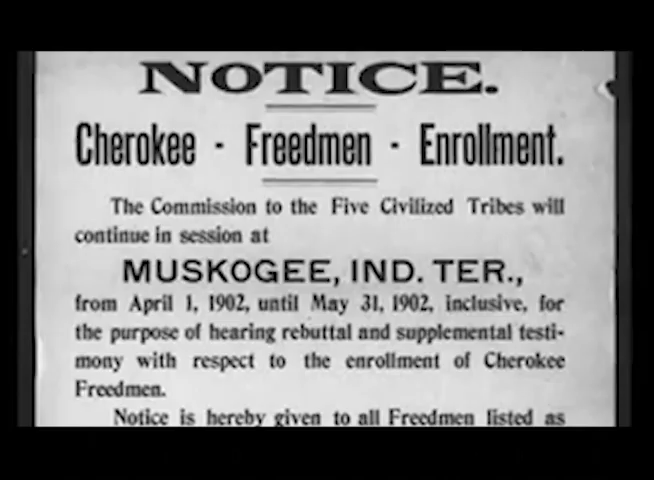 NOTICE.
Cherokee - Freedmen - Enrollment.
The Commission to the Five Civilized Tribes will
continue in session at
MUSKOGEE, IND. TER.,
from April 1, 1902, until May 31, 1902, inclusive, for
the purpose of hearing rebuttal and supplemental testi-
mony with respect to the enrollment of Cherokee
Freedmen.
Notice is hereby given to all Freedmen listed as